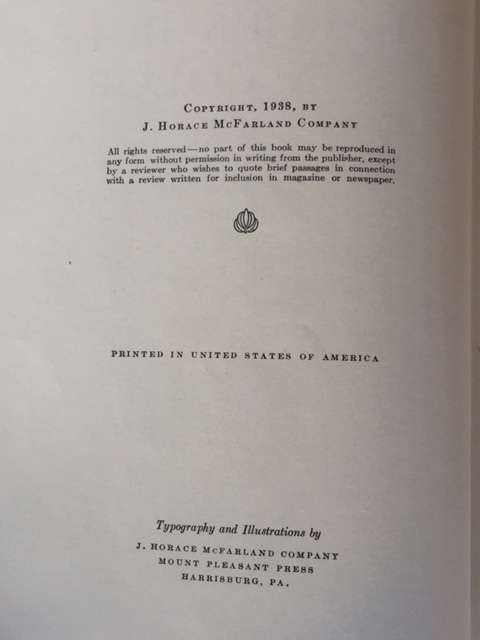 COPYRIGHT, 1938, BY
J. HORACE MCFARLAND COMPANY
All rights reserved—no part of this book may be reproduced in
any form without permission in writing from the publisher, except
by a reviewer who wishes to quote brief passages in connection
with a review written for inclusion in magazine or newspaper.
PRINTED IN UNITED STATES OF AMERICA
Typography and Illustrations by
J. HORACE MCFARLAND COMPANY
MOUNT PLEASANT PRESS
HARRISBURG, PA.